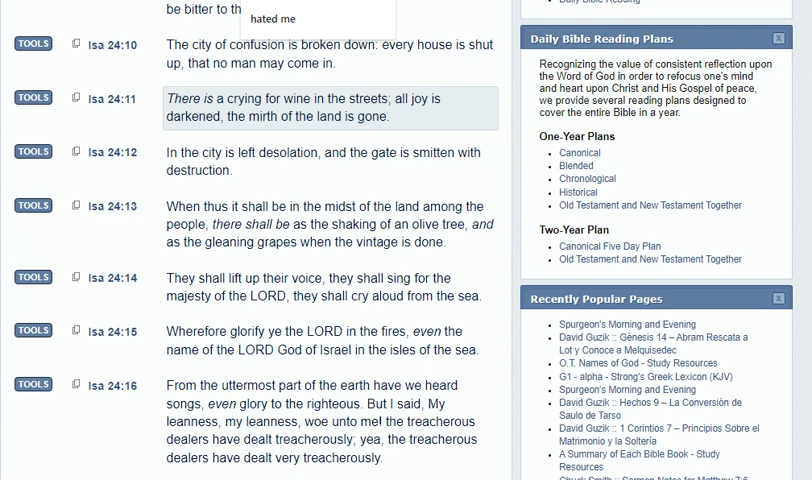 be bitter to th
hated me
TOOLS Isa 24:10 The city of confusion is broken down: every house is shut
up, that no man may come in.
TOOLS Isa 24:11 There is a crying for wine in the streets; all joy is
darkened, the mirth of the land is gone.
TOOLS Isa 24:12 In the city is left desolation, and the gate is smitten with
destruction.
TOOLS Isa 24:13 When thus it shall be in the midst of the land among the
people, there shall be as the shaking of an olive tree, and
as the gleaning grapes when the vintage is done.
TOOLS Isa 24:14 They shall lift up their voice, they shall sing for the
majesty of the LORD, they shall cry aloud from the sea.
TOOLS Isa 24:15 Wherefore glorify ye the LORD in the fires, even the
name of the LORD God of Israel in the isles of the sea.
TOOLS Isa 24:16 From the uttermost part of the earth have we heard
songs, even glory to the righteous. But I said, My
leanness, my leanness, woe unto me! the treacherous
dealers have dealt treacherously; yea, the treacherous
dealers have dealt very treacherously.
Daily Bible Reading
Daily Bible Reading Plans
Recognizing the value of consistent reflection upon
the Word of God in order to refocus one's mind
and heart upon Christ and His Gospel of peace,
we provide several reading plans designed to
cover the entire Bible in a year.
One-Year Plans
Canonical
Blended
Chronological
Historical
Old Testament and New Testament Together
Two-Year Plan
Canonical Five Day Plan
Old Testament and New Testament Together
Recently Popular Pages
Spurgeon's Morning and Evening
David Guzik :: Génesis 14 – Abram Rescata a
Lot y Conoce a Melquisedec
O.T. Names of God - Study Resources
G1 - alpha - Strong's Greek Lexicon (KJV)
Spurgeon's Morning and Evening
David Guzik :: Hechos 9 – La Conversión de
Saulo de Tarso
David Guzik :: 1 Corintios 7 – Principios Sobre el
Matrimonio y la Soltería
A Summary of Each Bible Book - Study
Resources
Chuck Smith :: Sermon Notes for Matthew 7:6